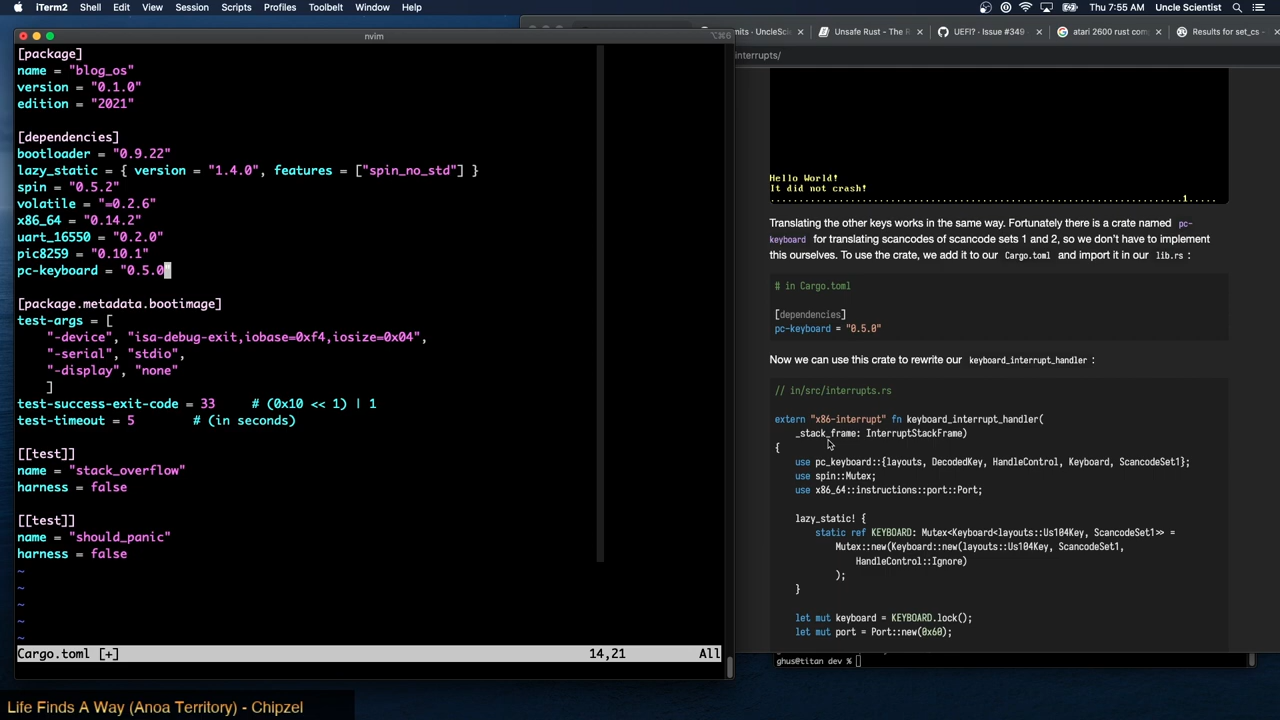 iTerm2 Shell Edit View Session Scripts Profiles Toolbelt Window Help
Thu 7:55 AM Uncle Scientist
nvim
⌥⌘6
mits · UncleSci
Unsafe Rust - The R
UEFI? · Issue #349
atari 2600 rust com
Results for set_cs
interrupts/
[package]
name = "blog_os"
version = "0.1.0"
edition = "2021"
[dependencies]
bootloader = "0.9.22"
lazy_static = { version = "1.4.0", features = ["spin_no_std"] }
spin = "0.5.2"
volatile = "=0.2.6"
x86_64 = "0.14.2"
uart_16550 = "0.2.0"
pic8259 = "0.10.1"
pc-keyboard = "0.5.0"
[package.metadata.bootimage]
test-args = [
"-device", "isa-debug-exit,iobase=0xf4,iosize=0x04",
"-serial", "stdio",
"-display", "none"
]
test-success-exit-code = 33 # (0x10 << 1) | 1
test-timeout = 5 # (in seconds)
[[test]]
name = "stack_overflow"
harness = false
[[test]]
name = "should_panic"
harness = false
~
~
~
~
~
Cargo.toml [+] 14,21 All
Hello World!
It did not crash!
................................................................................1.....
Translating the other keys works in the same way. Fortunately there is a crate named pc-
keyboard for translating scancodes of scancode sets 1 and 2, so we don't have to implement
this ourselves. To use the crate, we add it to our Cargo.toml and import it in our lib.rs :
# in Cargo.toml
[dependencies]
pc-keyboard = "0.5.0"
Now we can use this crate to rewrite our keyboard_interrupt_handler :
// in/src/interrupts.rs
extern "x86-interrupt" fn keyboard_interrupt_handler(
_stack_frame: InterruptStackFrame)
{
use pc_keyboard::{layouts, DecodedKey, HandleControl, Keyboard, ScancodeSet1};
use spin::Mutex;
use x86_64::instructions::port::Port;
lazy_static! {
static ref KEYBOARD: Mutex<Keyboard<layouts::Us104Key, ScancodeSet1>> =
Mutex::new(Keyboard::new(layouts::Us104Key, ScancodeSet1,
HandleControl::Ignore)
);
}
let mut keyboard = KEYBOARD.lock();
let mut port = Port::new(0x60);
ghus@titan dev %
Life Finds A Way (Anoa Territory) - Chipzel